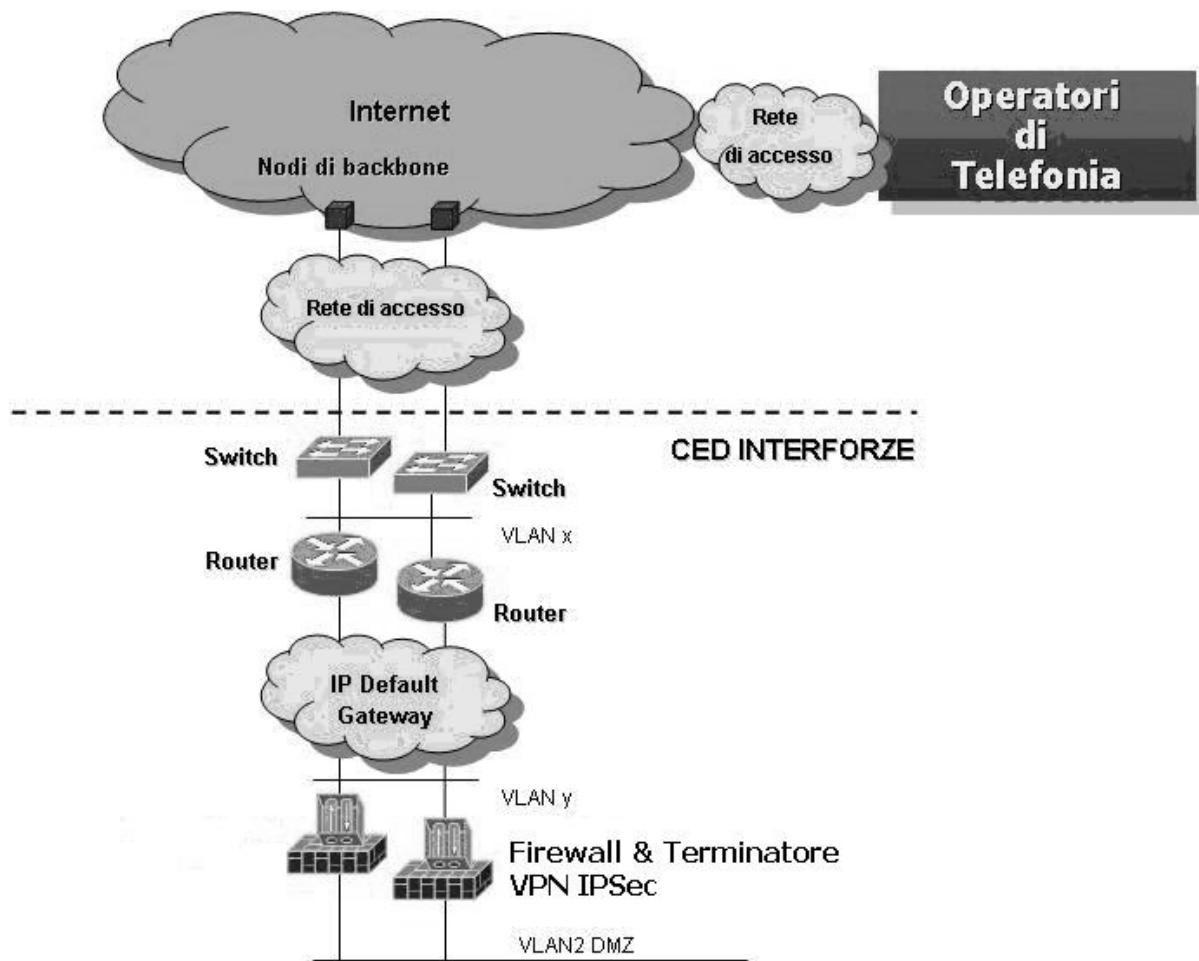 Internet
Nodi di backbone
Rete
di accesso
Operatori
di
Telefonia
Rete di accesso
CED INTERFORZE
Switch
Switch
VLAN x
Router
Router
IP Default
Gateway
VLAN y
Firewall & Terminatore
VPN IPSec
VLAN2 DMZ